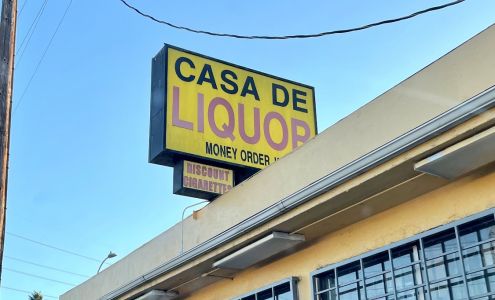 CASA DE
LIQUOR
MONEY ORDER
DISCOUNT
CIGARETTES